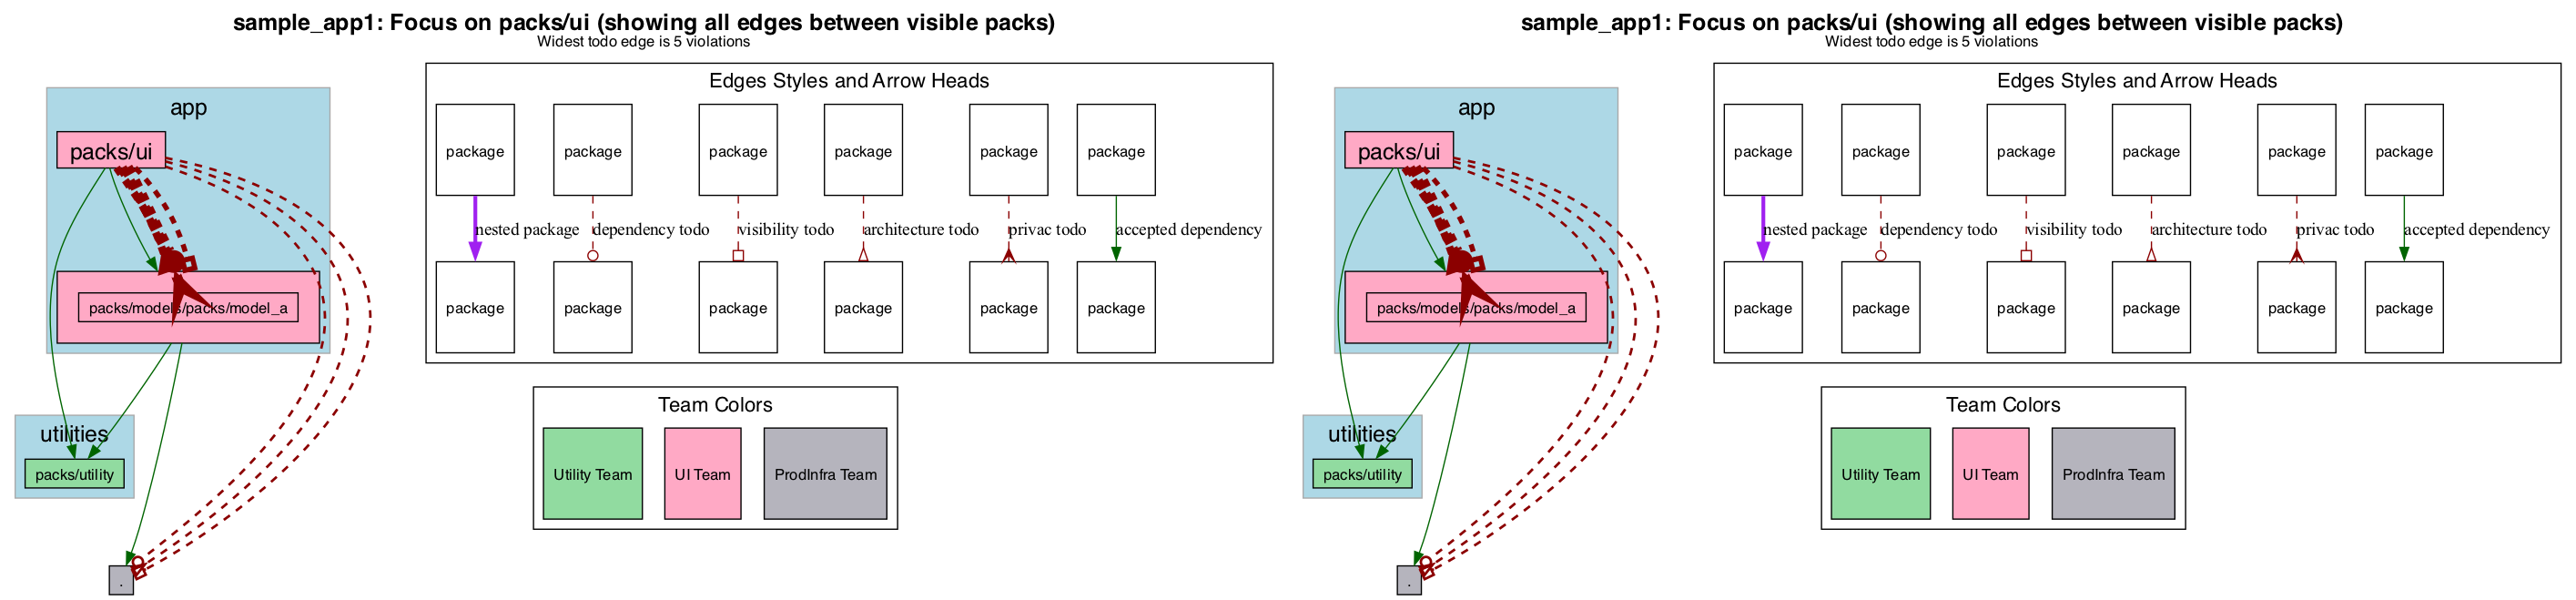 sample_app1: Focus on packs/ui (showing all edges between visible packs)
Widest todo edge is 5 violations
app
packs/ui
packs/models/packs/model_a
utilities
packs/utility
.
Edges Styles and Arrow Heads
package package package package package package
nested package dependency todo visibility todo architecture todo privac todo accepted dependency
package package package package package package
Team Colors
Utility Team UI Team ProdInfra Team
sample_app1: Focus on packs/ui (showing all edges between visible packs)
Widest todo edge is 5 violations
app
packs/ui
packs/models/packs/model_a
utilities
packs/utility
.
Edges Styles and Arrow Heads
package package package package package package
nested package dependency todo visibility todo architecture todo privac todo accepted dependency
package package package package package package
Team Colors
Utility Team UI Team ProdInfra Team